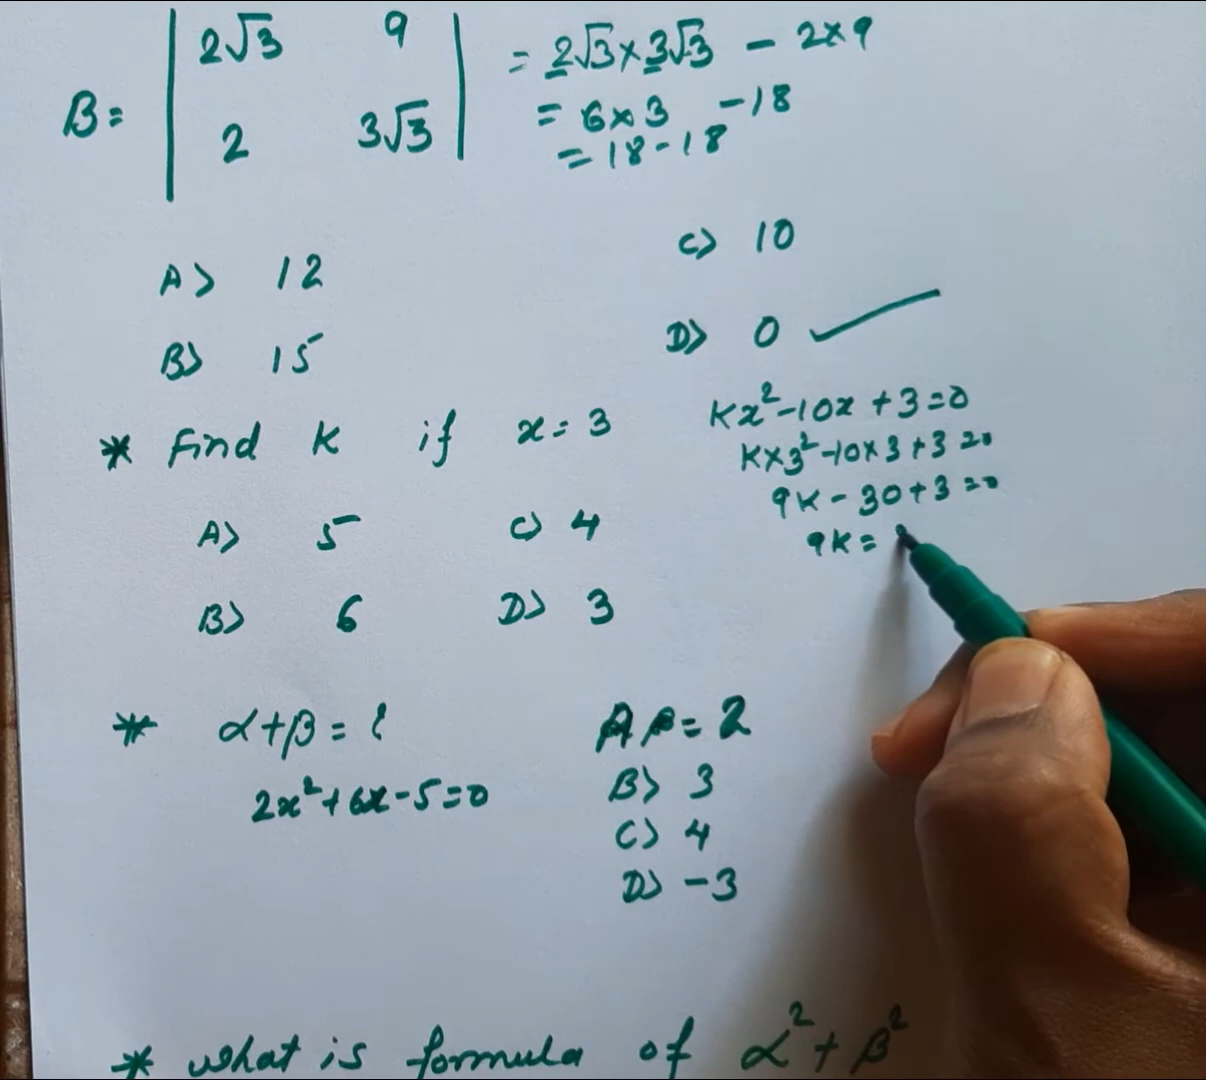 B = | 2√3 9 | = 2√3 × 3√3 - 2×9
| 2 3√3 | = 6×3 - 18
= 18 - 18
A> 12
B> 15
C> 10
D> 0 ✓
* Find k if x = 3
kx² - 10x + 3 = 0
k×3² - 10×3 + 3 = 0
9k - 30 + 3 = 0
9k =
A> 5
B> 6
C> 4
D> 3
* α+β = ?
2x² + 6x - 5 = 0
= 2
B> 3
C> 4
D> -3
* what is formula of α² + β²